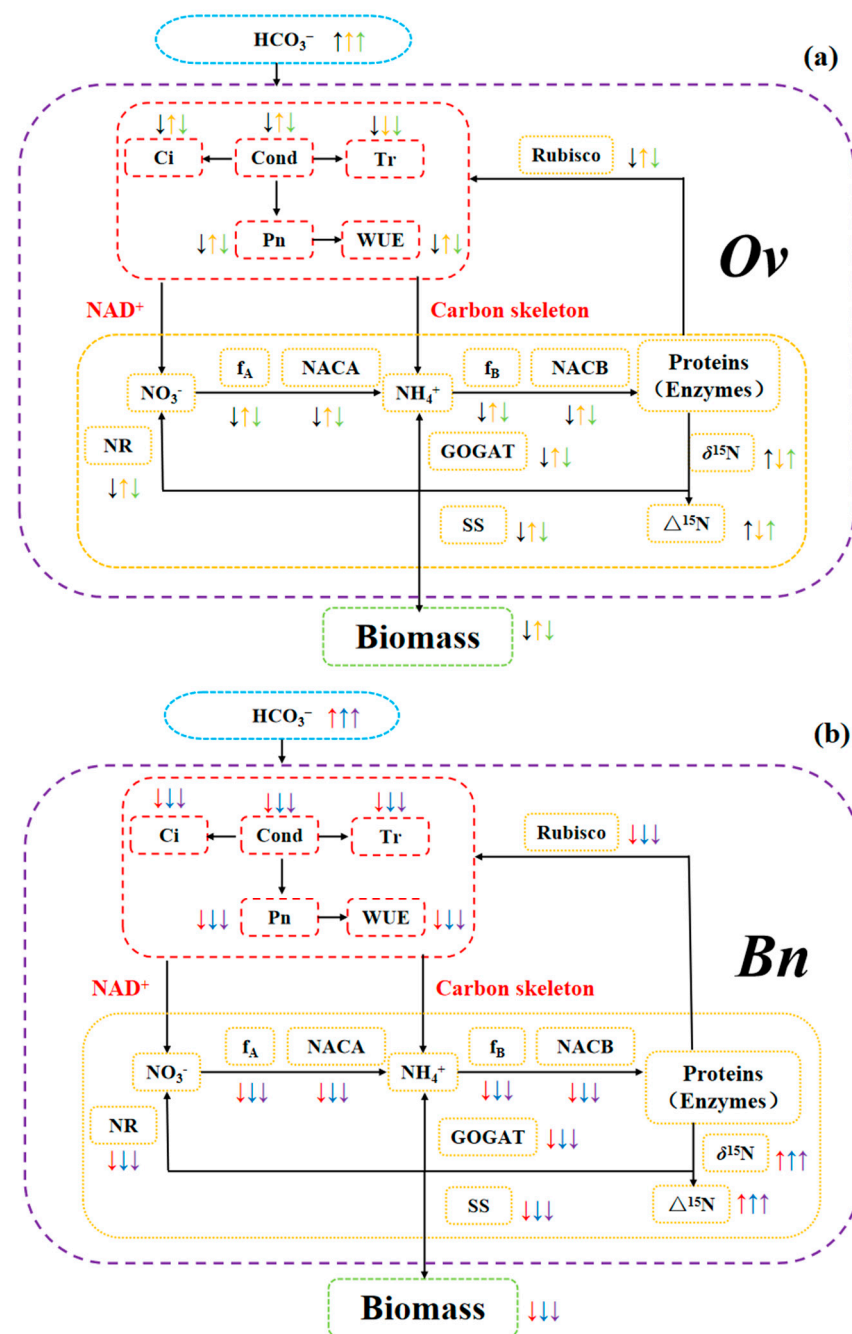 HCO₃⁻ ↑↑↑
(a)
↓↑↓ ↓↑↓ ↓↓↓
Ci Cond Tr
Rubisco ↓↑↓
↓↑↓ Pn WUE ↓↑↓
Ov
NAD⁺ Carbon skeleton
fA NACA fB NACB Proteins
NO₃⁻ NH₄⁺ (Enzymes)
↓↑↓ ↓↑↓ ↓↑↓ ↓↑↓
NR GOGAT ↓↑↓ δ¹⁵N ↑↓↑
↓↑↓
SS ↓↑↓ △¹⁵N ↑↓↑
Biomass ↓↑↓
HCO₃⁻ ↑↑↑
(b)
↓↓↓ ↓↓↓ ↓↓↓
Ci Cond Tr
Rubisco ↓↓↓
↓↓↓ Pn WUE ↓↓↓
Bn
NAD⁺ Carbon skeleton
fA NACA fB NACB Proteins
NO₃⁻ NH₄⁺ (Enzymes)
↓↓↓ ↓↓↓ ↓↓↓ ↓↓↓
NR GOGAT ↓↓↓ δ¹⁵N ↑↑↑
↓↓↓
SS ↓↓↓ △¹⁵N ↑↑↑
Biomass ↓↓↓